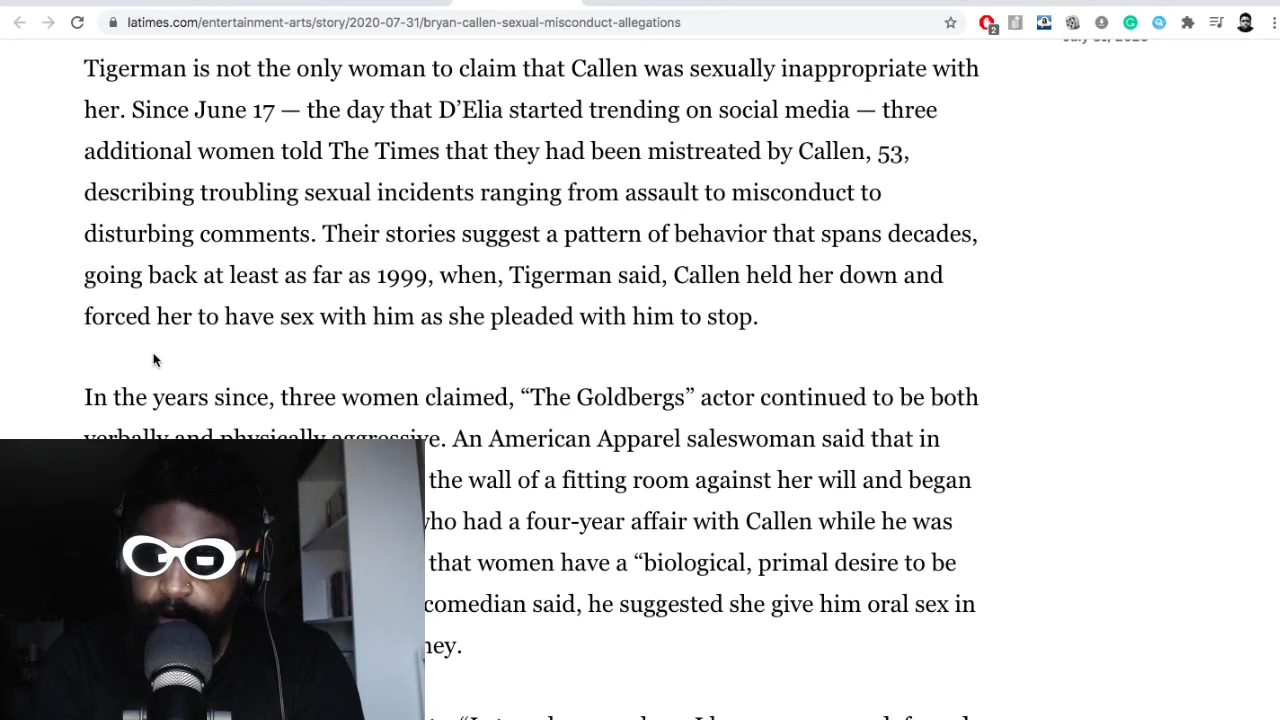 latimes.com/entertainment-arts/story/2020-07-31/bryan-callen-sexual-misconduct-allegations
2
Tigerman is not the only woman to claim that Callen was sexually inappropriate with
her. Since June 17 — the day that D’Elia started trending on social media — three
additional women told The Times that they had been mistreated by Callen, 53,
describing troubling sexual incidents ranging from assault to misconduct to
disturbing comments. Their stories suggest a pattern of behavior that spans decades,
going back at least as far as 1999, when, Tigerman said, Callen held her down and
forced her to have sex with him as she pleaded with him to stop.
In the years since, three women claimed, “The Goldbergs” actor continued to be both
verbally and physically aggressive. An American Apparel saleswoman said that in
the wall of a fitting room against her will and began
who had a four-year affair with Callen while he was
that women have a “biological, primal desire to be
comedian said, he suggested she give him oral sex in